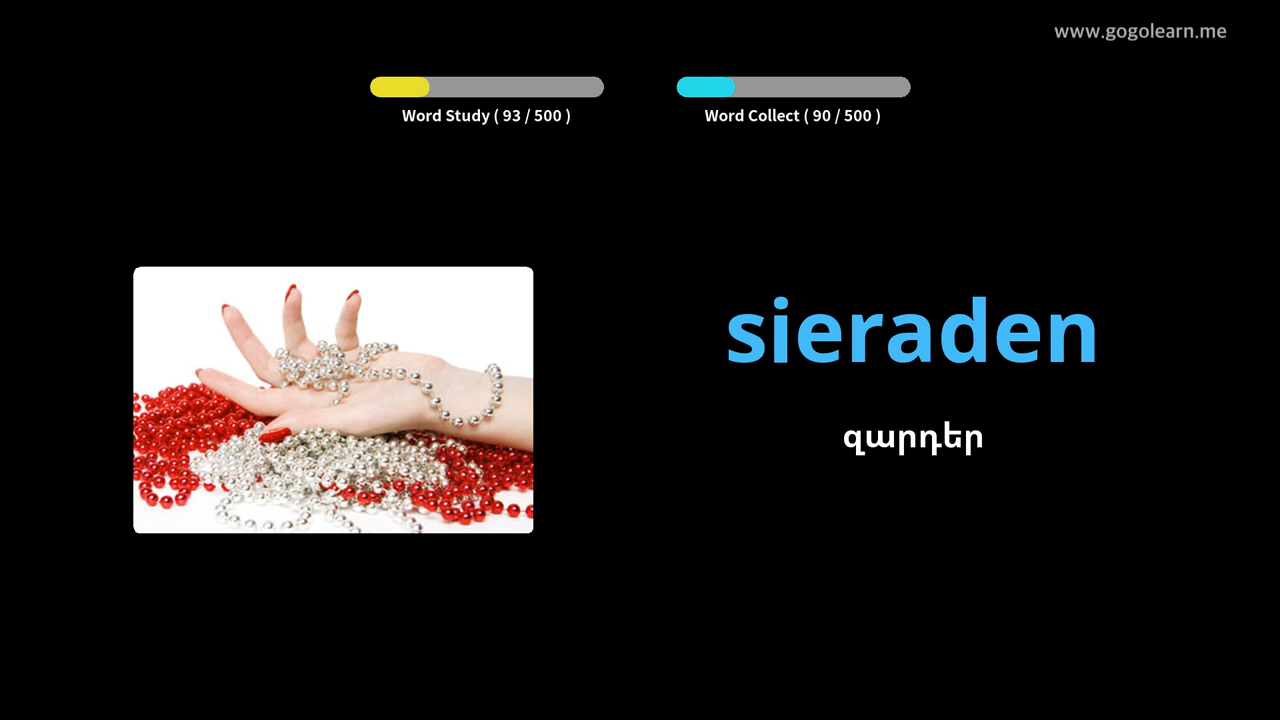 www.gogolearn.me
Word Study ( 93 / 500 )
Word Collect ( 90 / 500 )
sieraden
զարդեր